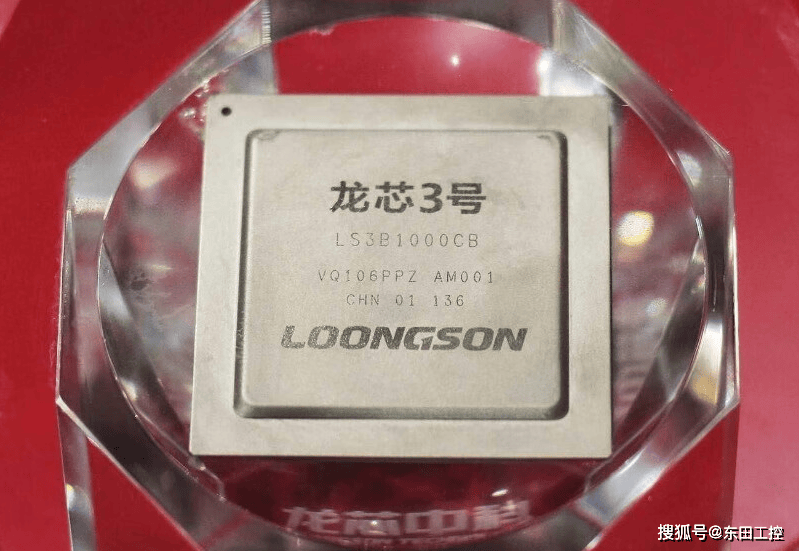 龙芯3号
LS3B1000CB
VQ106PPZ AM001
CHN 01 136
LOONGSON
龙芯中科
搜狐号@东田工控